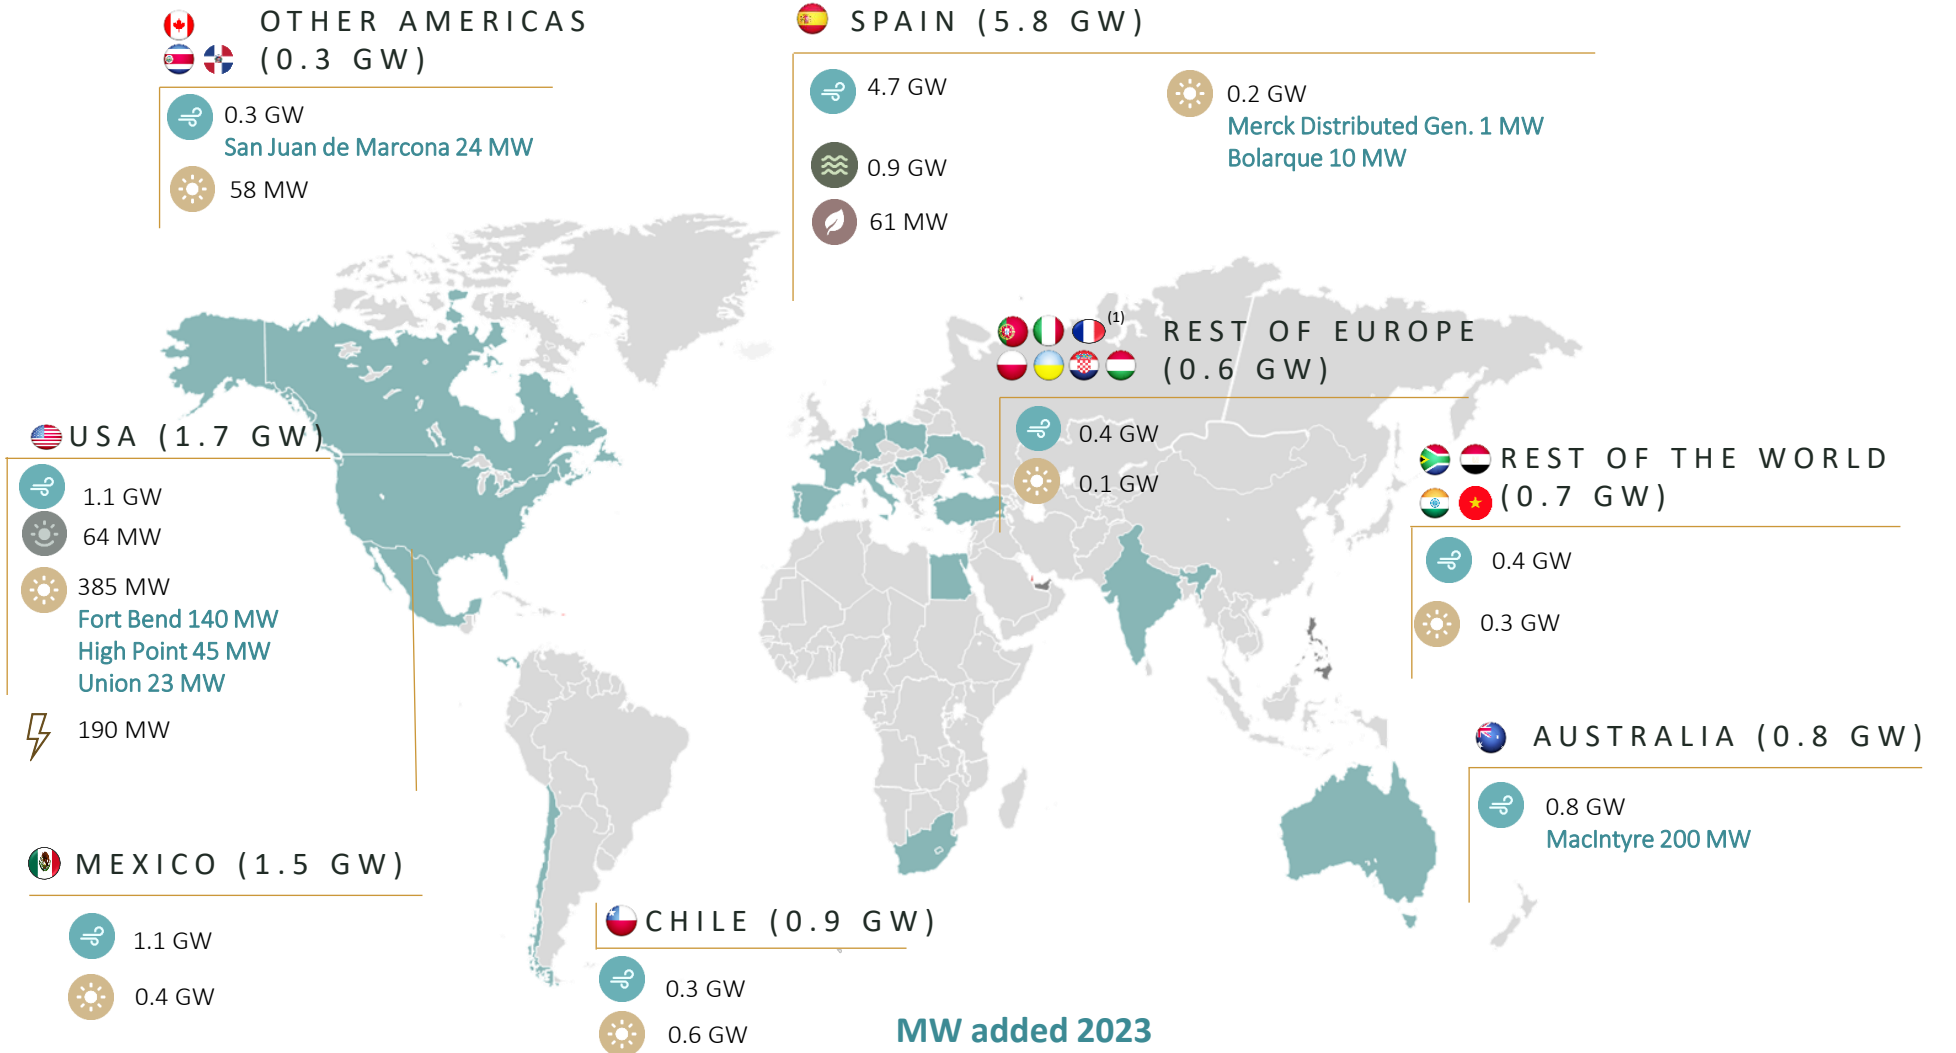 OTHER AMERICAS
(0.3 GW)
0.3 GW
San Juan de Marcona 24 MW
58 MW
SPAIN (5.8 GW)
4.7 GW
0.9 GW
61 MW
0.2 GW
Merck Distributed Gen. 1 MW
Bolarque 10 MW
(1)
REST OF EUROPE
(0.6 GW)
0.4 GW
0.1 GW
USA (1.7 GW)
1.1 GW
64 MW
385 MW
Fort Bend 140 MW
High Point 45 MW
Union 23 MW
190 MW
REST OF THE WORLD
(0.7 GW)
0.4 GW
0.3 GW
AUSTRALIA (0.8 GW)
0.8 GW
MacIntyre 200 MW
MEXICO (1.5 GW)
1.1 GW
0.4 GW
CHILE (0.9 GW)
0.3 GW
0.6 GW
MW added 2023